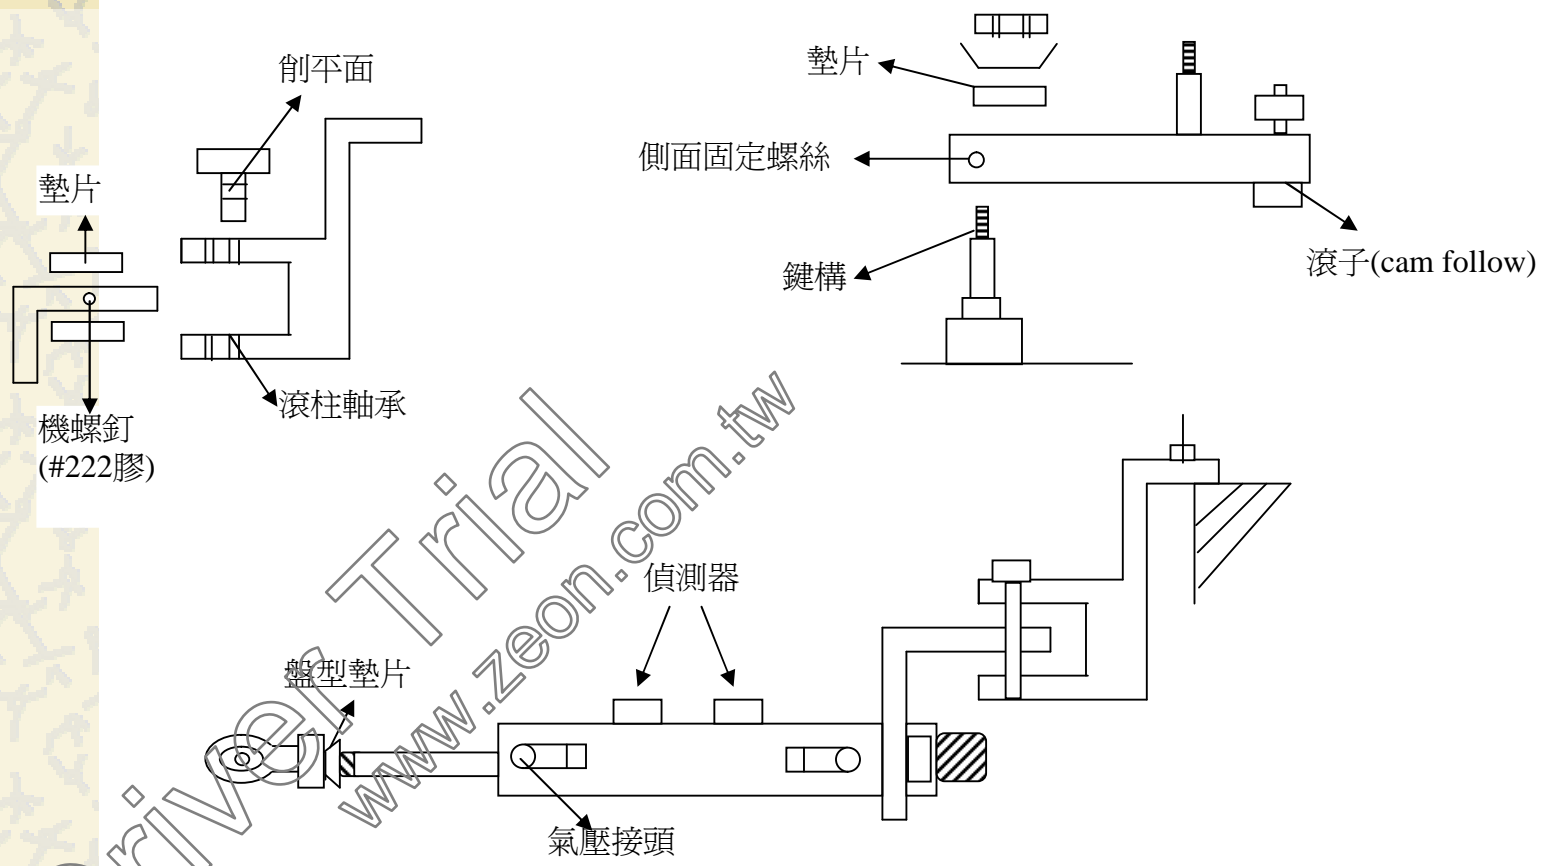 削平面
墊片
墊片
側面固定螺絲
鍵構
滾子(cam follow)
滾柱軸承
機螺釘
(#222膠)
偵測器
盤型墊片
氣壓接頭
river Trial
www.zeon.com.tw